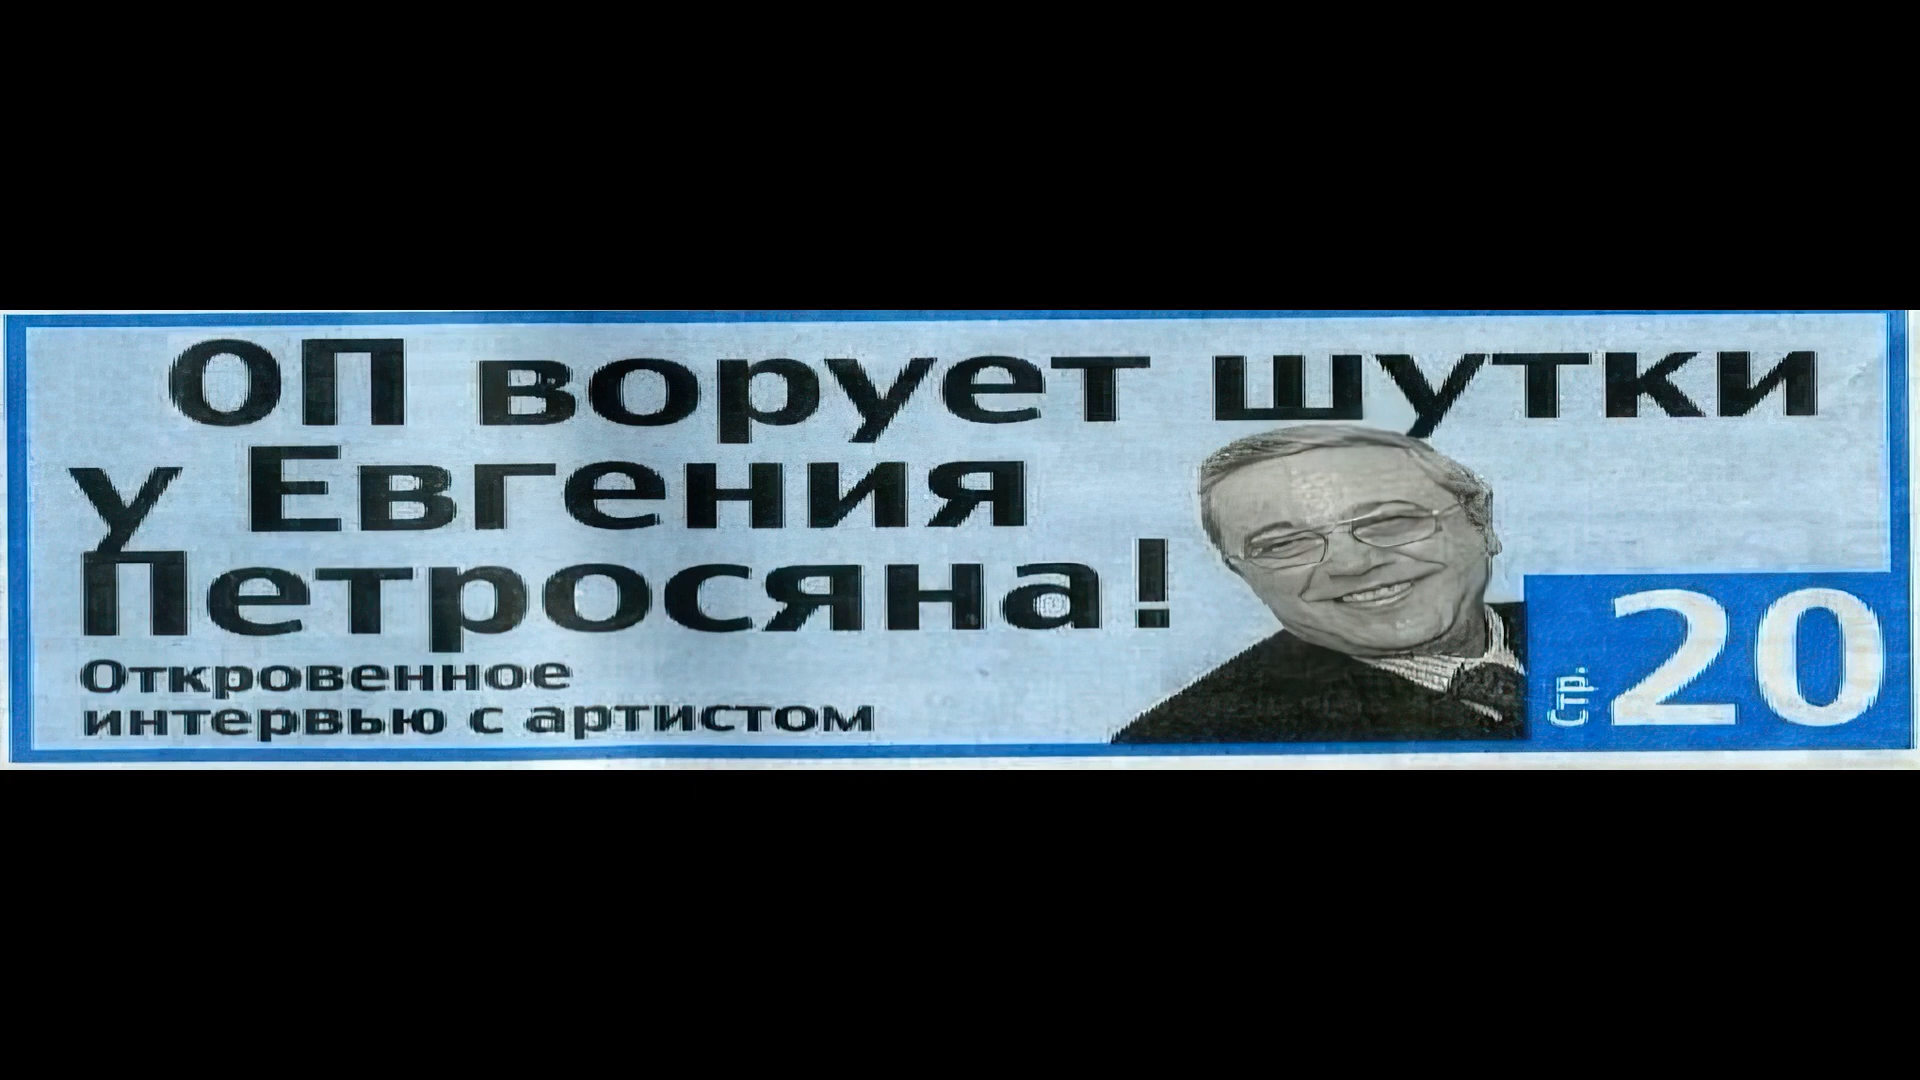 ОП ворует шутки
у Евгения
Петросяна!
Откровенное
интервью с артистом
Стр. 20